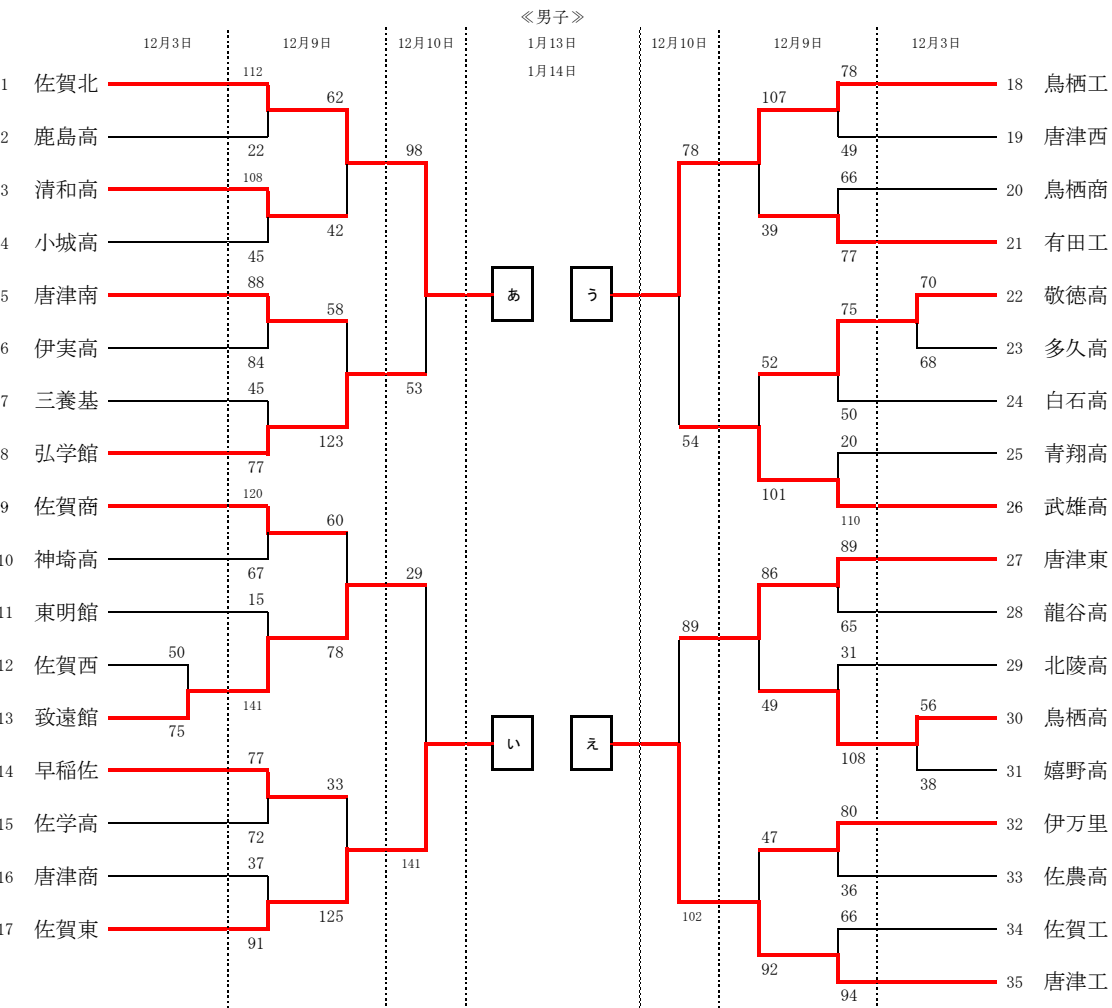 ≪男子≫
12月3日 12月9日 12月10日 1月13日 12月10日 12月9日 12月3日
1月14日
1 佐賀北 112 62 98 78 107 78 18 鳥栖工
2 鹿島高 22 49 19 唐津西
3 清和高 108 42 39 66 20 鳥栖商
4 小城高 45 77 21 有田工
あ う
5 唐津南 88 58 53 54 52 75 70 22 敬徳高
6 伊実高 84 68 23 多久高
7 三養基 45 123 50 24 白石高
8 弘学館 77 101 20 25 青翔高
9 佐賀商 120 60 29 110 26 武雄高
10 神埼高 67 89 86 89 27 唐津東
11 東明館 15 78 65 28 龍谷高
12 佐賀西 50 49 31 29 北陵高
13 致遠館 75 141 108 56 30 鳥栖高
い え
14 早稲佐 77 33 141 102 38 31 嬉野高
15 佐学高 72 47 80 32 伊万里
16 唐津商 37 125 36 33 佐農高
17 佐賀東 91 92 66 34 佐賀工
94 35 唐津工